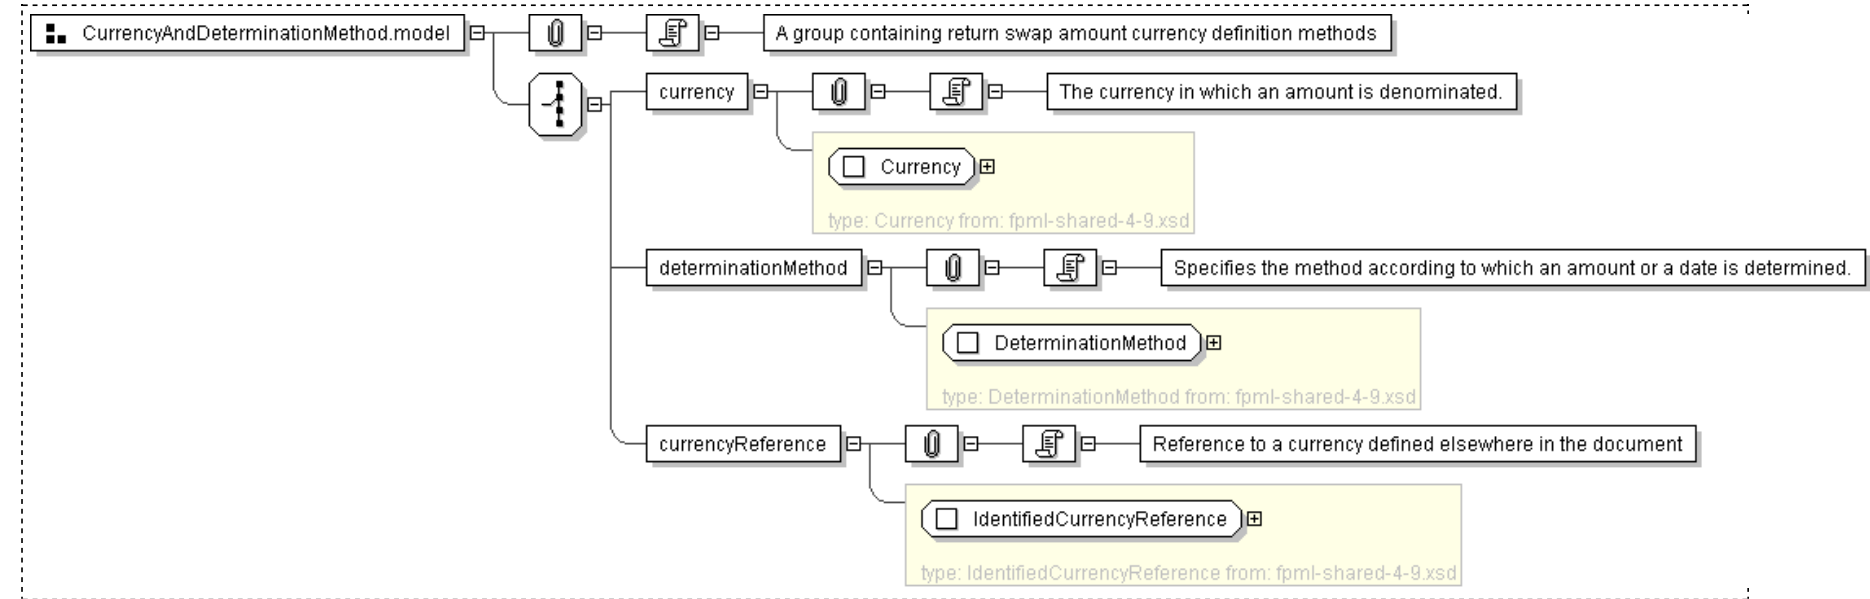 CurrencyAndDeterminationMethod.model
A group containing return swap amount currency definition methods
currency
The currency in which an amount is denominated.
Currency
type: Currency from: fpml-shared-4-9.xsd
determinationMethod
Specifies the method according to which an amount or a date is determined.
DeterminationMethod
type: DeterminationMethod from: fpml-shared-4-9.xsd
currencyReference
Reference to a currency defined elsewhere in the document
IdentifiedCurrencyReference
type: IdentifiedCurrencyReference from: fpml-shared-4-9.xsd